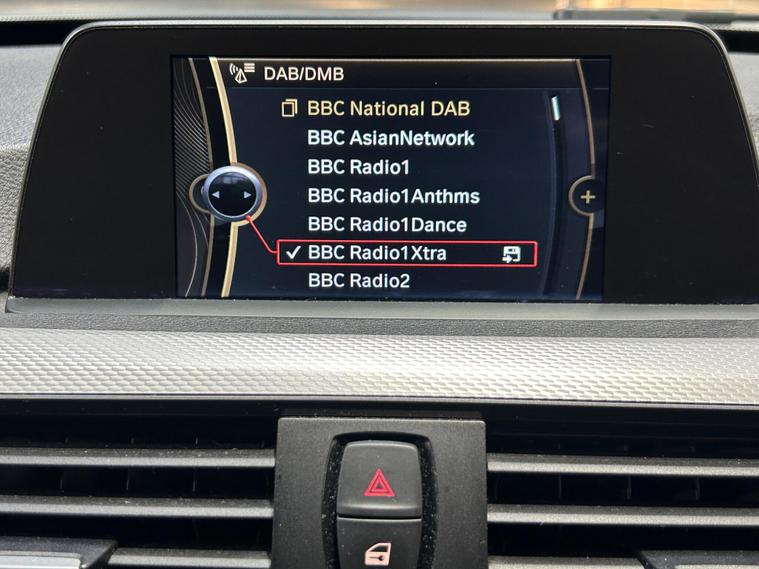 DAB/DMB
BBC National DAB
BBC AsianNetwork
BBC Radio1
BBC Radio1Anthms
BBC Radio1Dance
✓ BBC Radio1Xtra
BBC Radio2